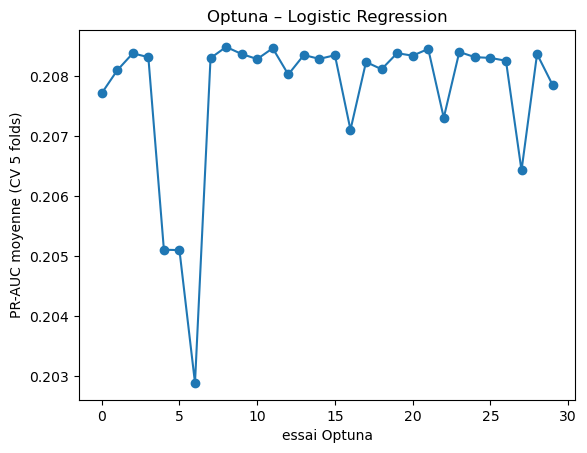 Optuna – Logistic Regression
PR-AUC moyenne (CV 5 folds)
0.208
0.207
0.206
0.205
0.204
0.203
0 5 10 15 20 25 30
essai Optuna